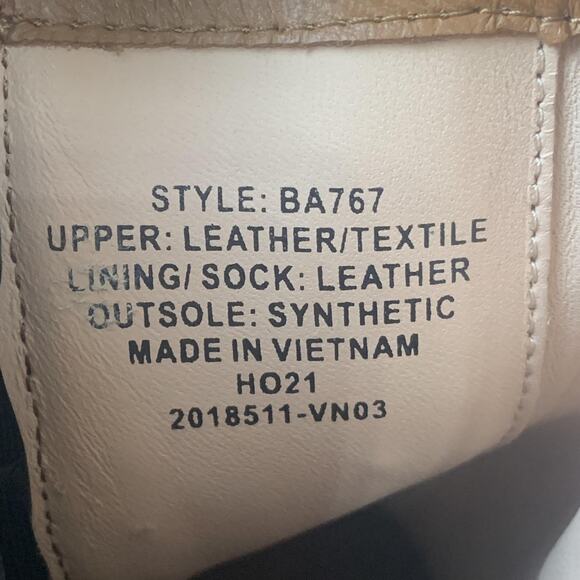 STYLE: BA767
UPPER: LEATHER/TEXTILE
LINING/ SOCK: LEATHER
OUTSOLE: SYNTHETIC
MADE IN VIETNAM
HO21
2018511-VN03